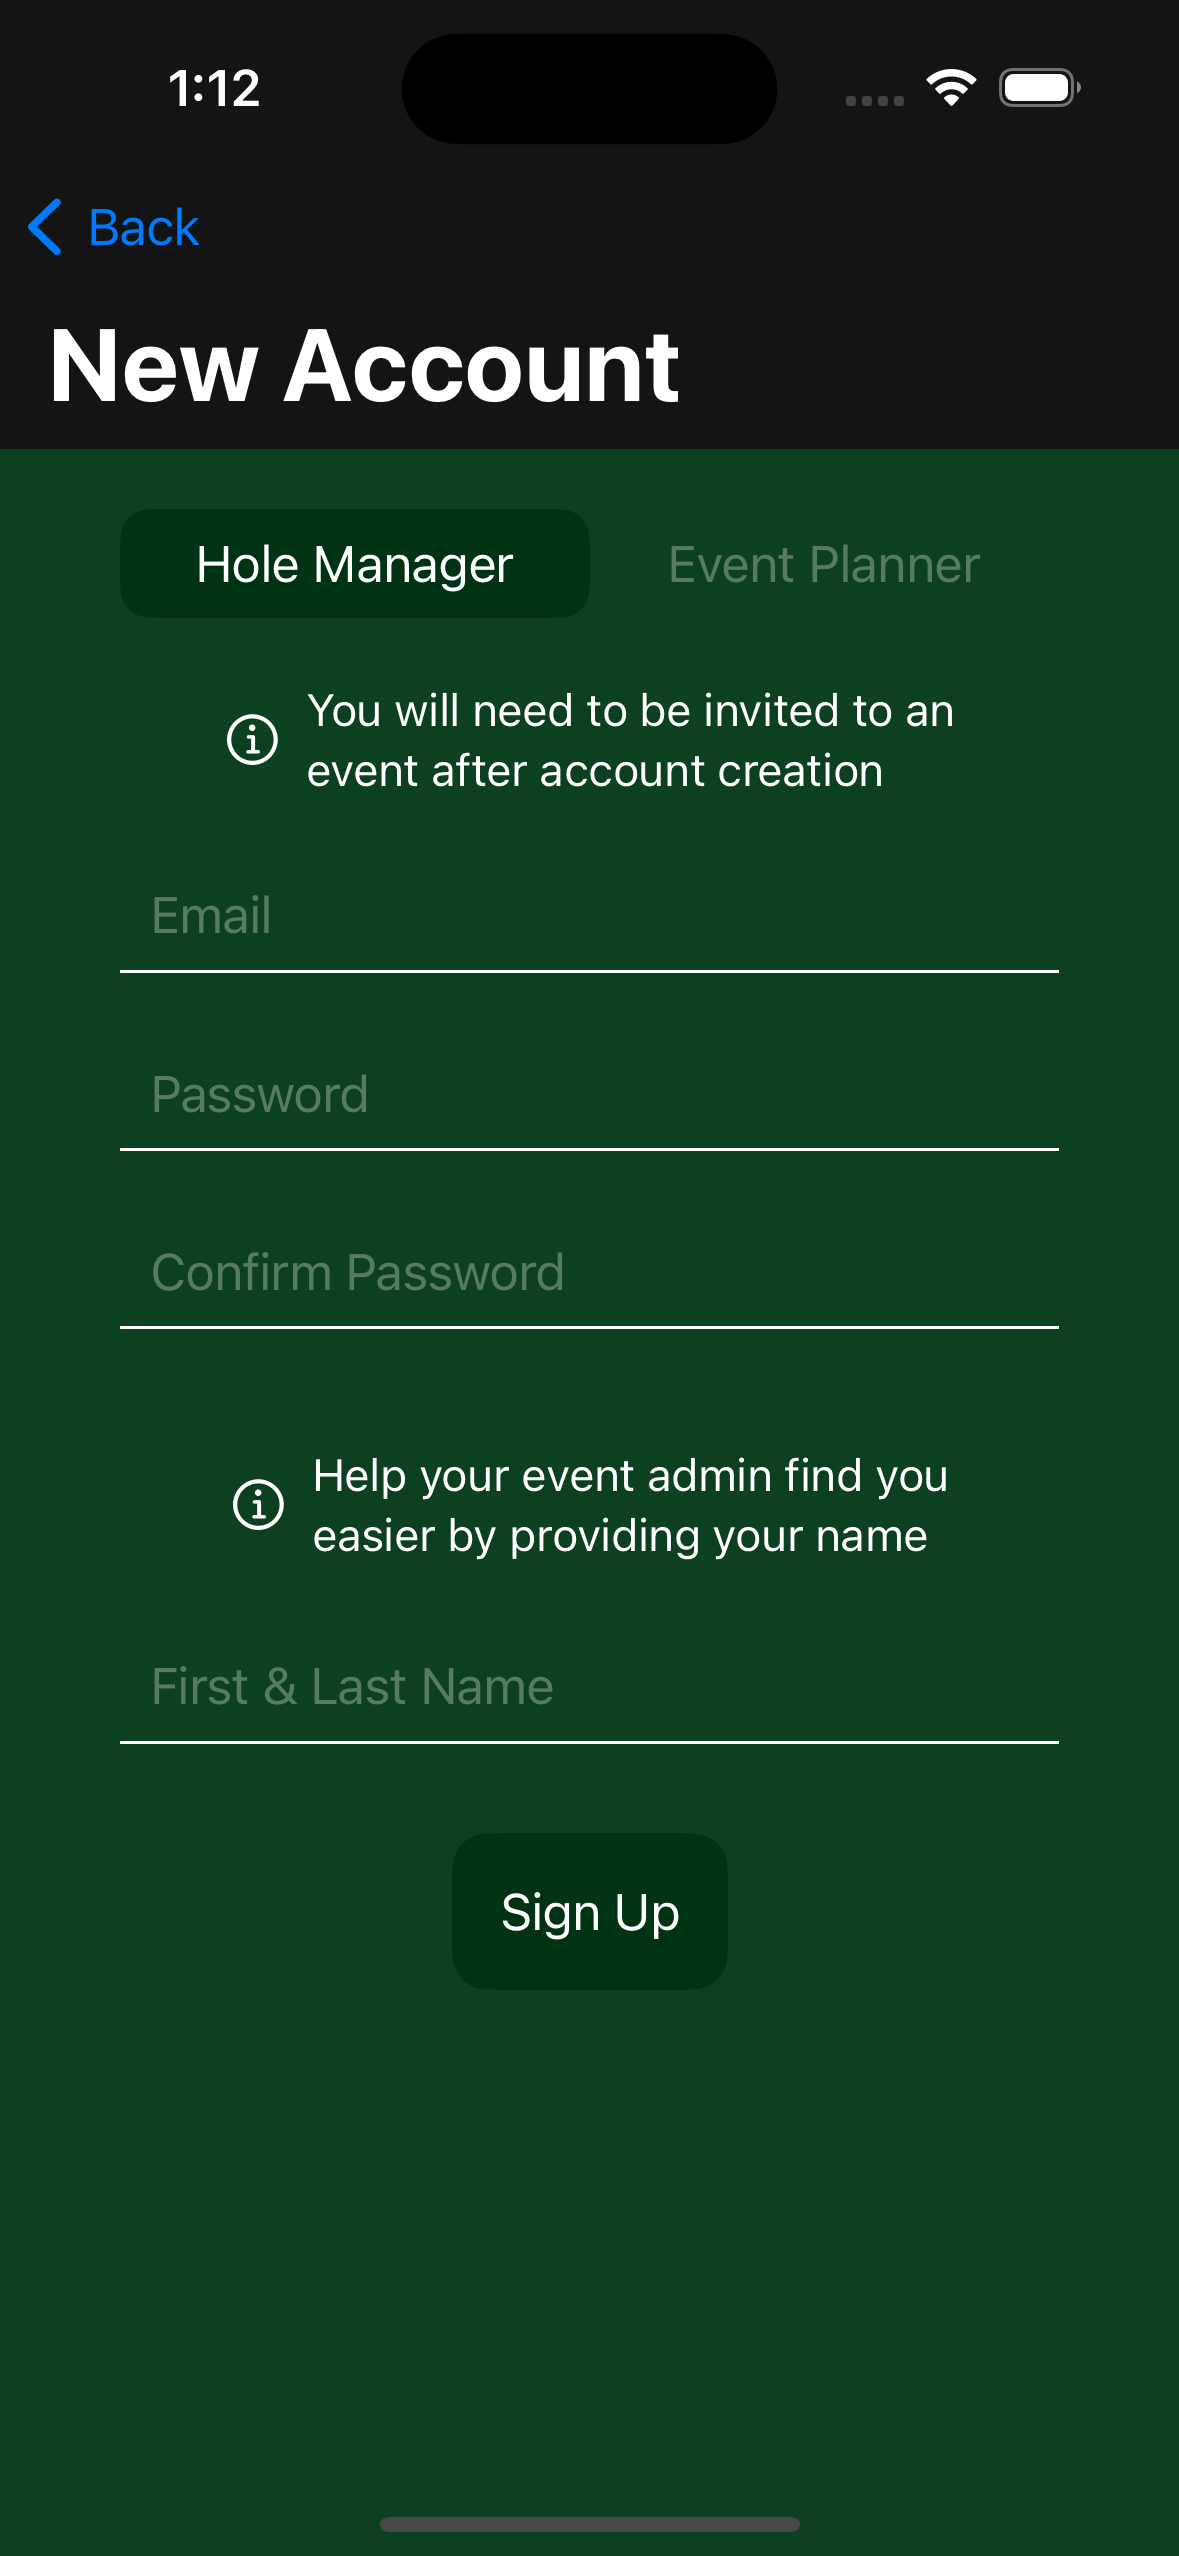 1:12
Back
New Account
Hole Manager
Event Planner
You will need to be invited to an
event after account creation
Email
Password
Confirm Password
Help your event admin find you
easier by providing your name
First & Last Name
Sign Up